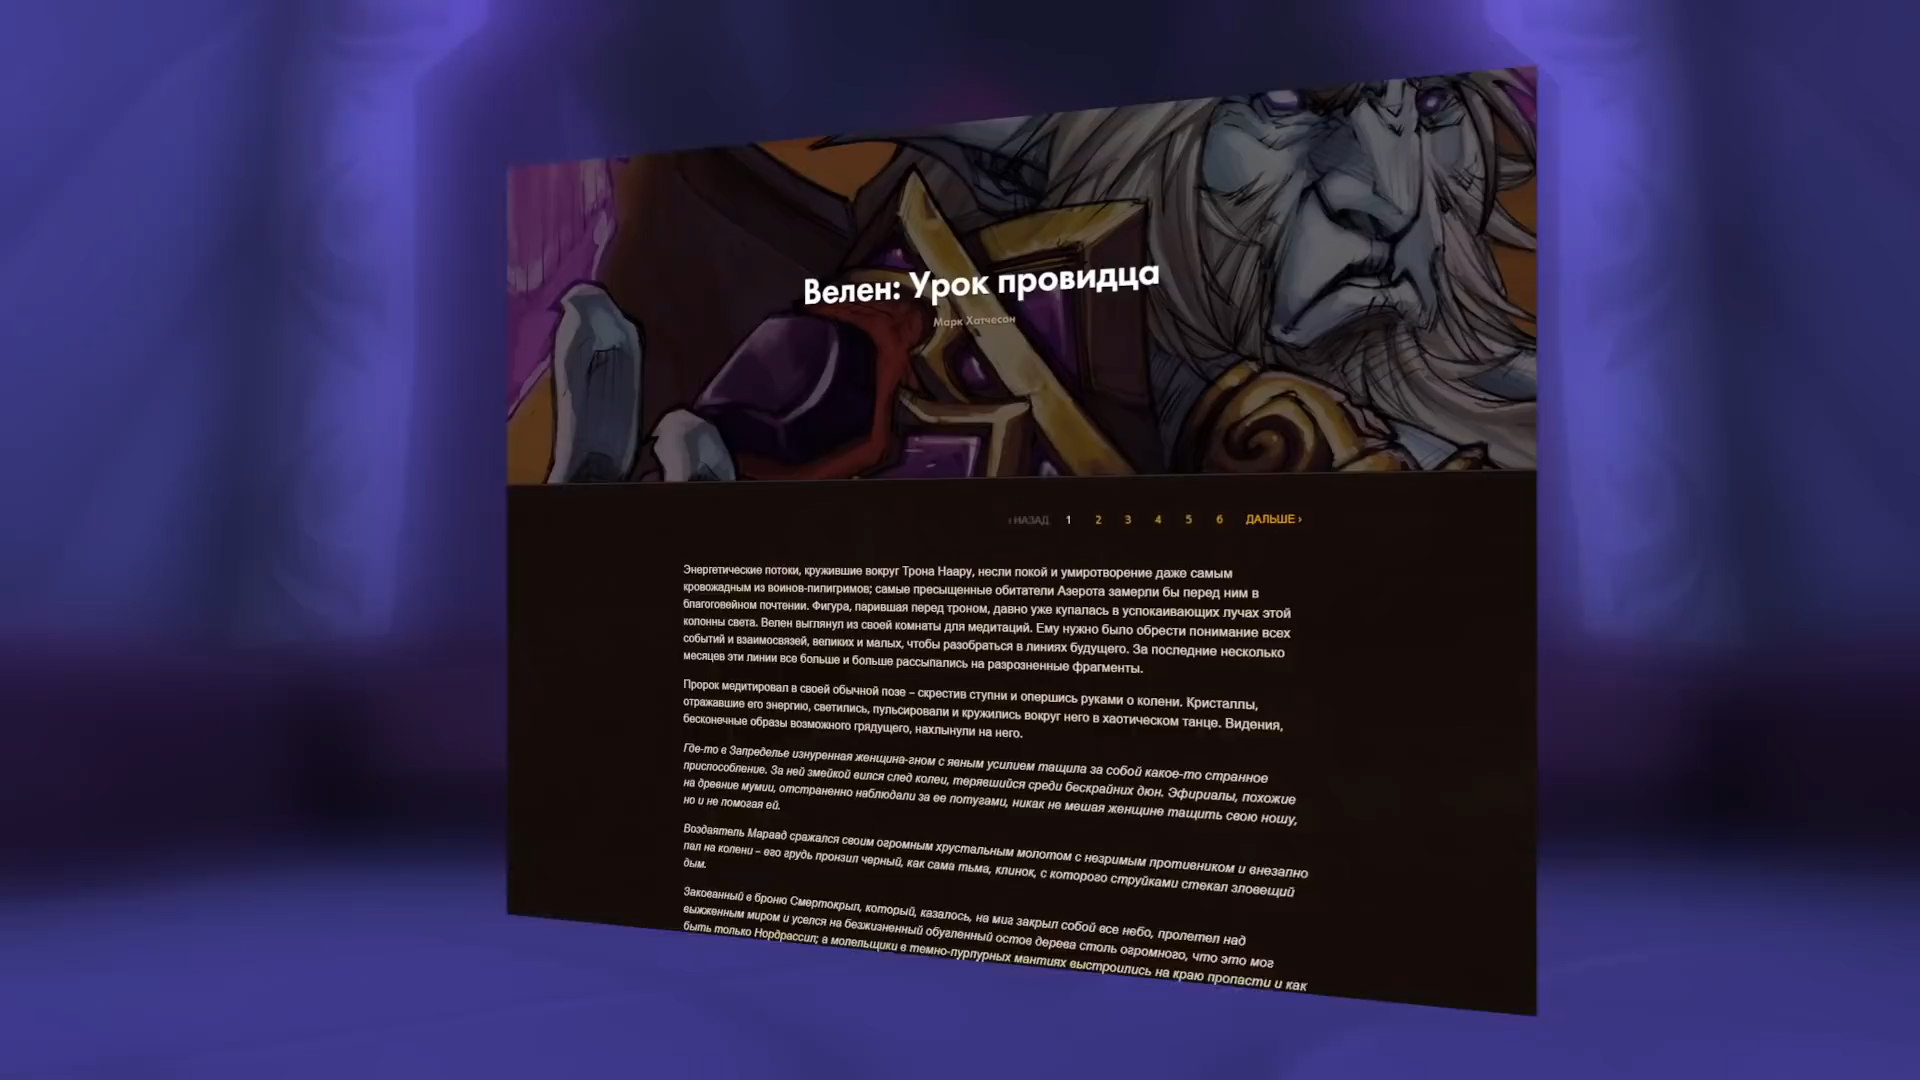 Велен: Урок провидца
Марк Хатчесон
‹ НАЗАД 1 2 3 4 5 6 ДАЛЬШЕ ›
Энергетические потоки, кружившие вокруг Трона Наару, несли покой и умиротворение даже самым
кровожадным из воинов-пилигримов; самые пресыщенные обитатели Азерота замерли бы перед ним в
благоговейном почтении. Фигура, парившая перед троном, давно уже купалась в успокаивающих лучах этой
колонны света. Велен выглянул из своей комнаты для медитаций. Ему нужно было обрести понимание всех
событий и взаимосвязей, великих и малых, чтобы разобраться в линиях будущего. За последние несколько
месяцев эти линии все больше и больше рассыпались на разрозненные фрагменты.
Пророк медитировал в своей обычной позе – скрестив ступни и опершись руками о колени. Кристаллы,
отражавшие его энергию, светились, пульсировали и кружились вокруг него в хаотическом танце. Видения,
бесконечные образы возможного грядущего, нахлынули на него.
Где-то в Запределье изнуренная женщина-гном с явным усилием тащила за собой какое-то странное
приспособление. За ней змейкой вился след колеи, терявшийся среди бескрайних дюн. Эфириалы, похожие
на древние мумии, отстраненно наблюдали за ее потугами, никак не мешая женщине тащить свою ношу,
но и не помогая ей.
Воздаятель Мараад сражался своим огромным хрустальным молотом с незримым противником и внезапно
пал на колени – его грудь пронзил черный, как сама тьма, клинок, с которого струйками стекал зловещий
дым.
Закованный в броню Смертокрыл, который, казалось, на миг закрыл собой все небо, пролетел над
выжженным миром и уселся на безжизненный обугленный остов дерева столь огромного, что это мог
быть только Нордрассил; а молельщики в темно-пурпурных мантиях выстроились на краю пропасти и как